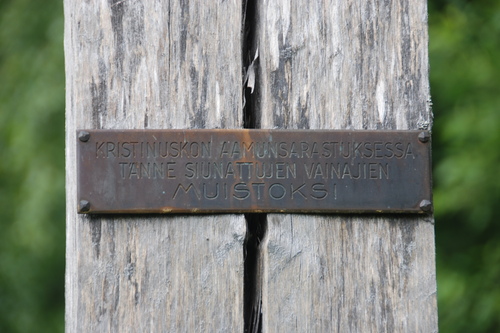 KRISTINUSKON AAMUNSARASTUKSESSA
TÄNNE SIUNATTUJEN VAINAJIEN
MUISTOKSI